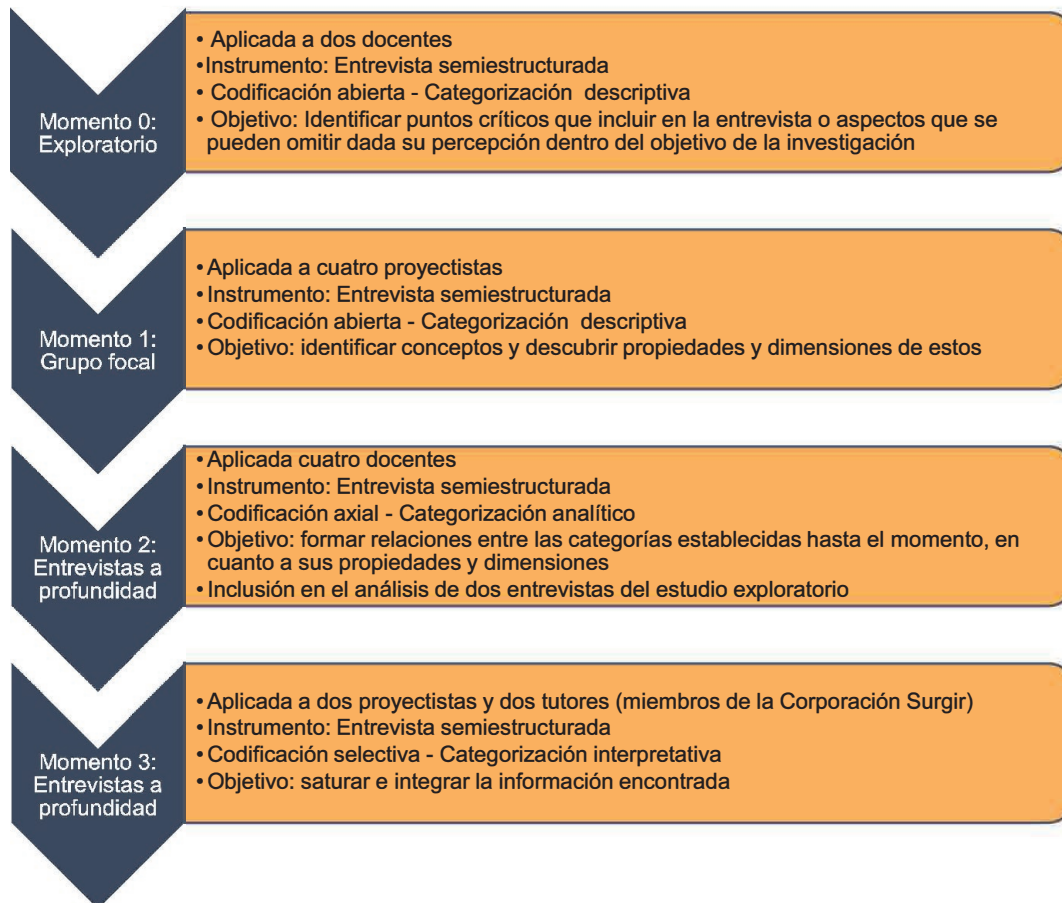 Momento 0:
Exploratorio
• Aplicada a dos docentes
•Instrumento: Entrevista semiestructurada
• Codificación abierta - Categorización descriptiva
• Objetivo: Identificar puntos críticos que incluir en la entrevista o aspectos que se
pueden omitir dada su percepción dentro del objetivo de la investigación
Momento 1:
Grupo focal
•Aplicada a cuatro proyectistas
•Instrumento: Entrevista semiestructurada
•Codificación abierta - Categorización descriptiva
•Objetivo: identificar conceptos y descubrir propiedades y dimensiones de estos
Momento 2:
Entrevistas a
profundidad
•Aplicada cuatro docentes
•Instrumento: Entrevista semiestructurada
•Codificación axial - Categorización analítico
•Objetivo: formar relaciones entre las categorías establecidas hasta el momento, en
cuanto a sus propiedades y dimensiones
•Inclusión en el análisis de dos entrevistas del estudio exploratorio
Momento 3:
Entrevistas a
profundidad
•Aplicada a dos proyectistas y dos tutores (miembros de la Corporación Surgir)
•Instrumento: Entrevista semiestructurada
•Codificación selectiva - Categorización interpretativa
•Objetivo: saturar e integrar la información encontrada